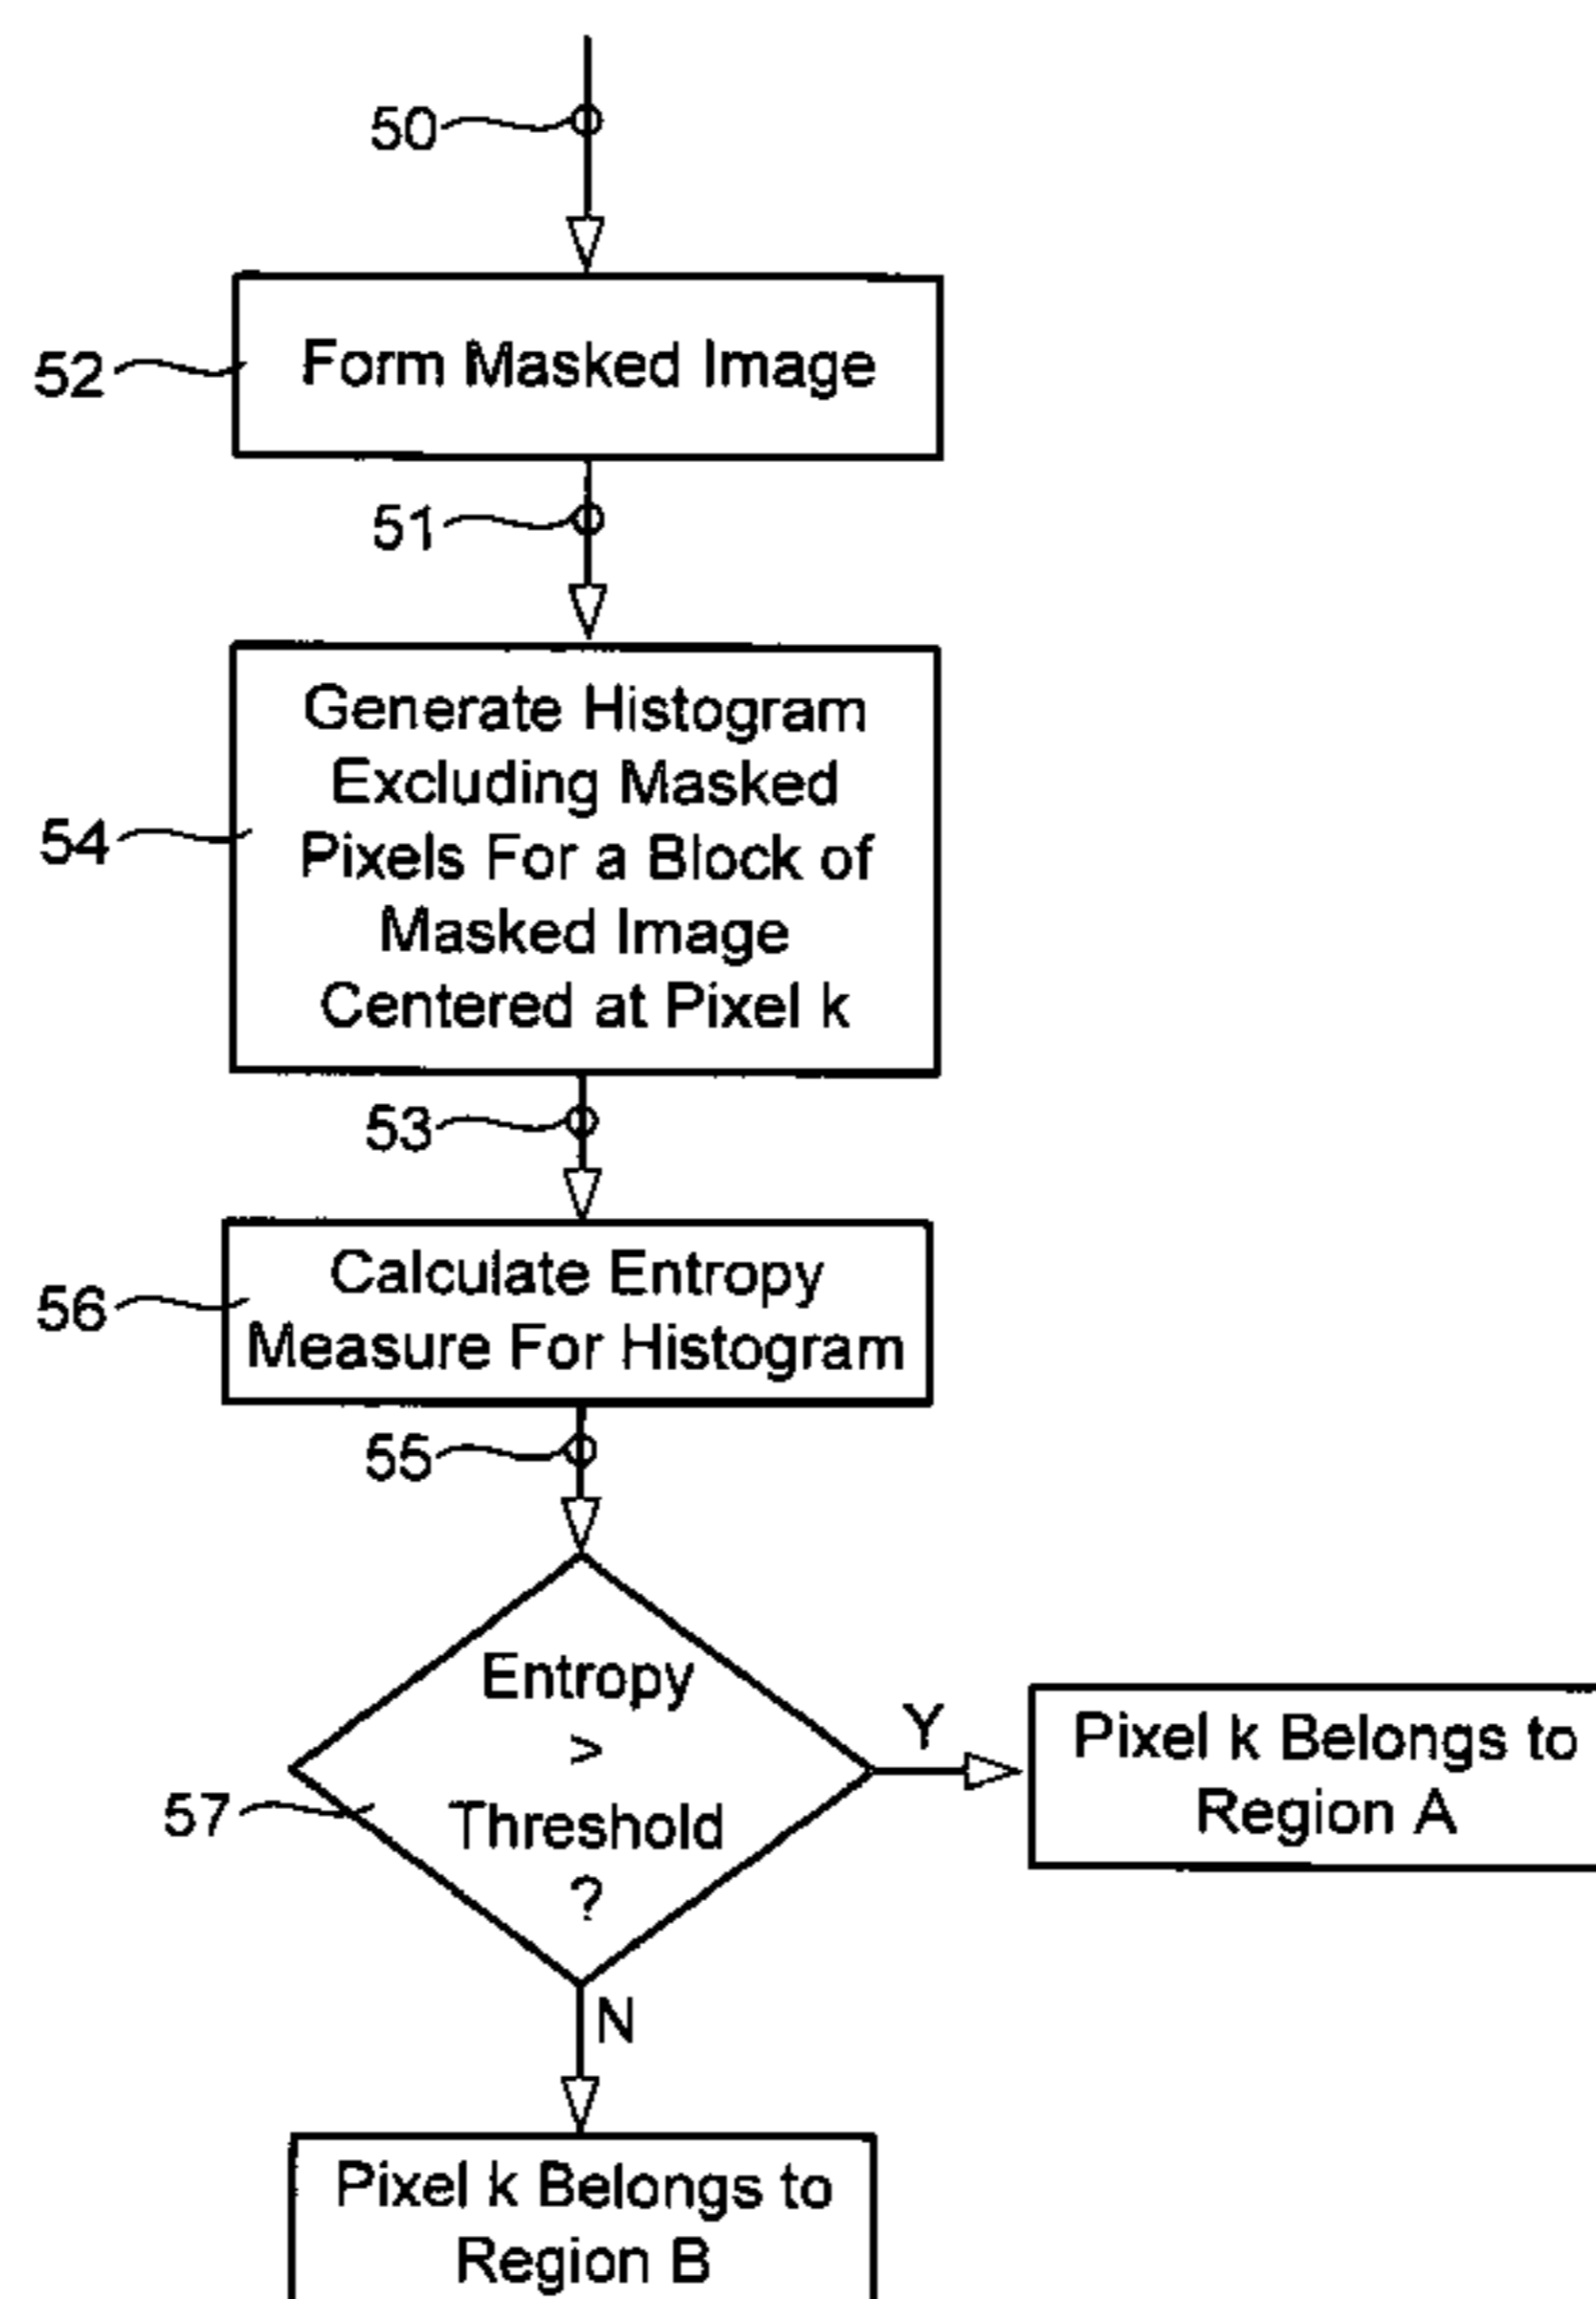 50
52
Form Masked Image
51
54
Generate Histogram
Excluding Masked
Pixels For a Block of
Masked Image
Centered at Pixel k
53
56
Calculate Entropy
Measure For Histogram
55
57
Entropy
>
Threshold
?
Y
Pixel k Belongs to
Region A
N
Pixel k Belongs to
Region B